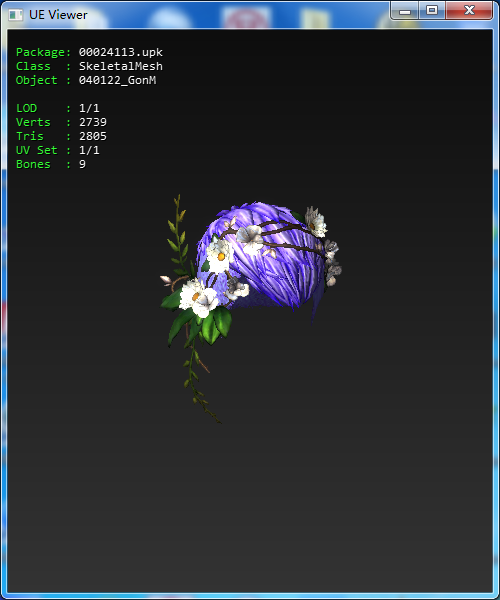 UE Viewer
Package: 00024113.upk
Class : SkeletalMesh
Object : 040122_GonM
LOD : 1/1
Verts : 2739
Tris : 2805
UV Set : 1/1
Bones : 9